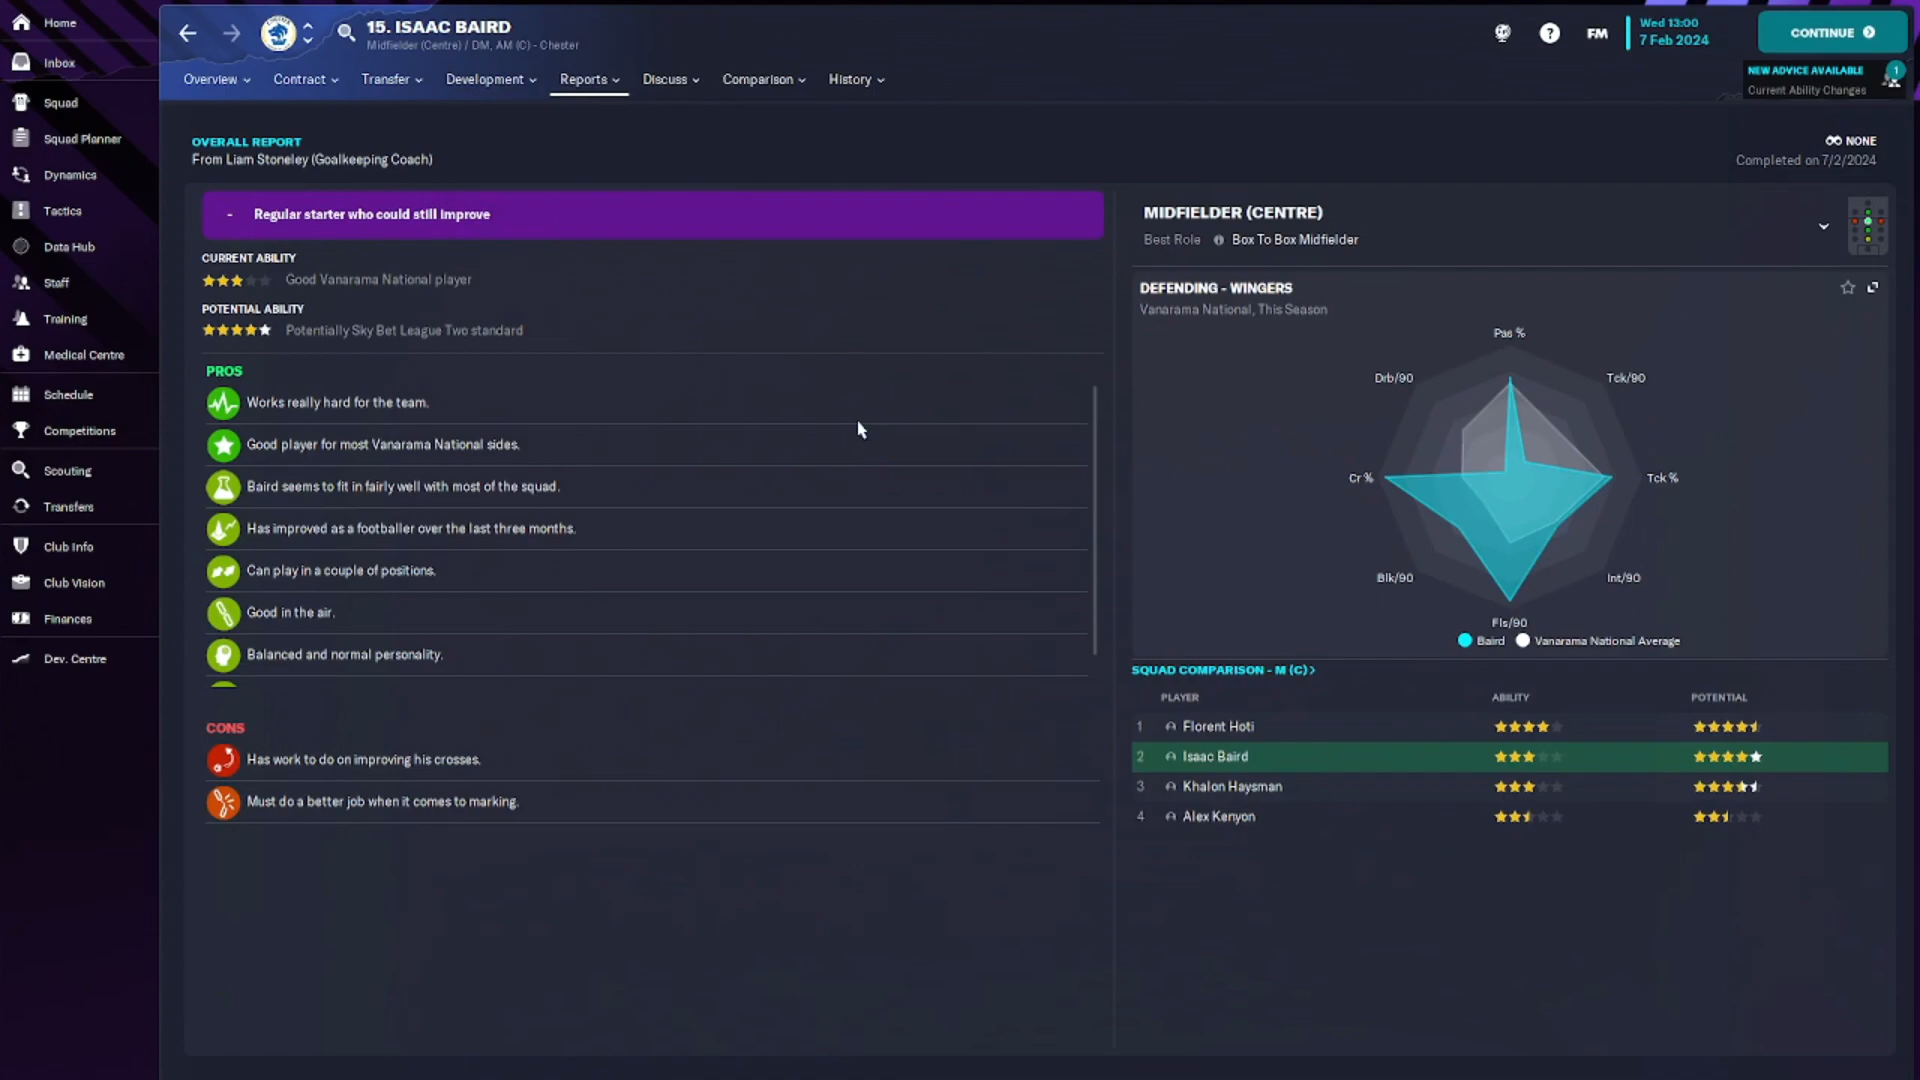 Home
Inbox
Squad
Squad Planner
Dynamics
Tactics
Data Hub
Staff
Training
Medical Centre
Schedule
Competitions
Scouting
Transfers
Club Info
Club Vision
Finances
Dev. Centre
15. ISAAC BAIRD
Midfielder (Centre) / DM, AM (C) - Chester
FM
Wed 13:00
7 Feb 2024
CONTINUE
NEW ADVICE AVAILABLE
Current Ability Changes
1
Overview
Contract
Transfer
Development
Reports
Discuss
Comparison
History
OVERALL REPORT
From Liam Stoneley (Goalkeeping Coach)
NONE
Completed on 7/2/2024
- Regular starter who could still improve
CURRENT ABILITY
Good Vanarama National player
POTENTIAL ABILITY
Potentially Sky Bet League Two standard
PROS
Works really hard for the team.
Good player for most Vanarama National sides.
Baird seems to fit in fairly well with most of the squad.
Has improved as a footballer over the last three months.
Can play in a couple of positions.
Good in the air.
Balanced and normal personality.
CONS
Has work to do on improving his crosses.
Must do a better job when it comes to marking.
MIDFIELDER (CENTRE)
Best Role Box To Box Midfielder
DEFENDING - WINGERS
Vanarama National, This Season
Pas %
Drb/90
Tck/90
Cr %
Tck %
Blk/90
Int/90
Fls/90
Baird Vanarama National Average
SQUAD COMPARISON - M (C) >
PLAYER ABILITY POTENTIAL
1 Florent Hoti
2 Isaac Baird
3 Khalon Haysman
4 Alex Kenyon